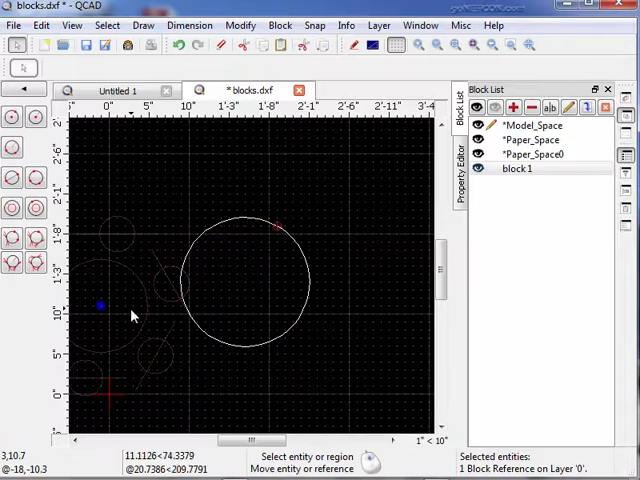 blocks.dxf * - QCAD
File Edit View Select Draw Dimension Modify Block Snap Info Layer Window Misc Help
Untitled 1
* blocks.dxf
0" 5" 10" 1'-3" 1'-8" 2'-1" 2'-6" 2'-11" 3'-4
2'
2'-6"
2'-1"
1'-8"
1'-3"
10"
5"
0"
Block List
Property Editor
Block List
*Model_Space
*Paper_Space
*Paper_Space0
block 1
1" < 10"
3,10.7
@-18,-10.3
11.1126<74.3379
@20.7386<209.7791
Select entity or region
Move entity or reference
Selected entities:
1 Block Reference on Layer '0'.